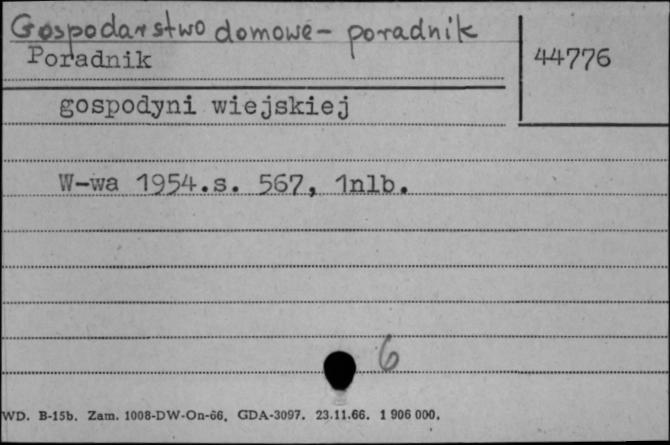 Gospodarstwo domowe - poradnik
Poradnik
44776
gospodyni wiejskiej
W-wa 1954.s. 567, 1nlb.
6
WD. B-15b. Zam. 1008-DW-On-66. GDA-3097. 23.11.66. 1 906 000.